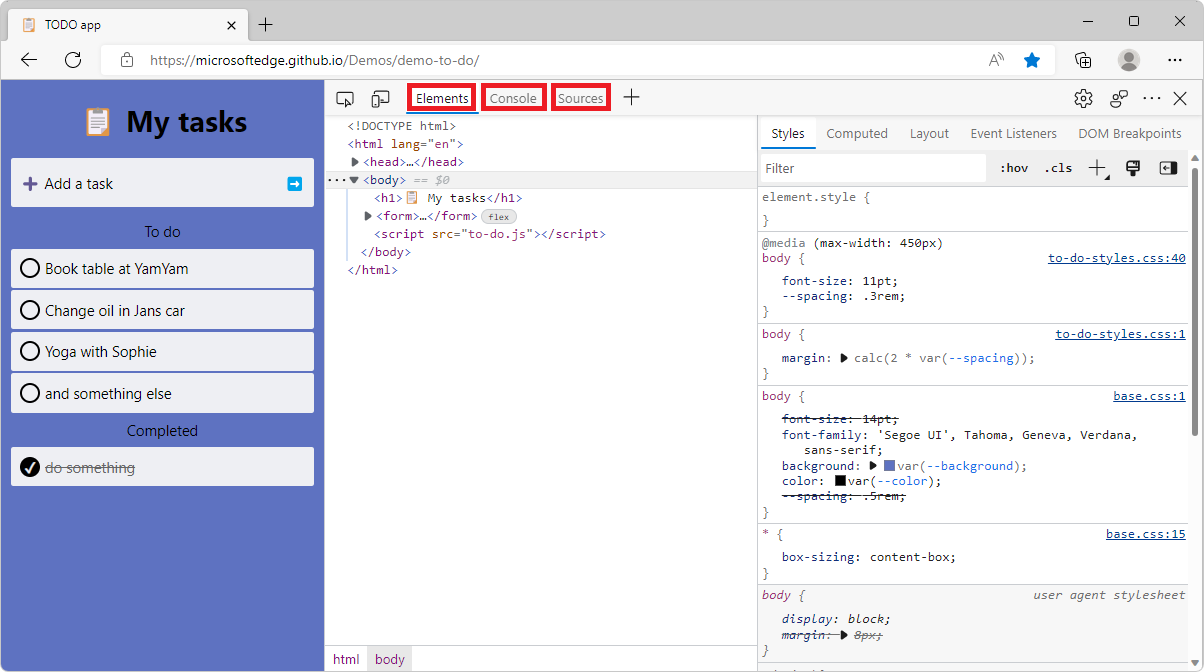 TODO app
https://microsoftedge.github.io/Demos/demo-to-do/
My tasks
Add a task
To do
Book table at YamYam
Change oil in Jans car
Yoga with Sophie
and something else
Completed
do something
Elements Console Sources
<!DOCTYPE html>
<html lang="en">
<head>…</head>
<body> == $0
<h1>📋 My tasks</h1>
<form>…</form> flex
<script src="to-do.js"></script>
</body>
</html>
html body
Styles Computed Layout Event Listeners DOM Breakpoints
Filter :hov .cls
element.style {
}
@media (max-width: 450px)
body { to-do-styles.css:40
font-size: 11pt;
--spacing: .3rem;
}
body { to-do-styles.css:1
margin: calc(2 * var(--spacing));
}
body { base.css:1
font-size: 14pt;
font-family: 'Segoe UI', Tahoma, Geneva, Verdana,
sans-serif;
background: var(--background);
color: var(--color);
--spacing: .5rem;
}
* { base.css:15
box-sizing: content-box;
}
body { user agent stylesheet
display: block;
margin: 8px;
}